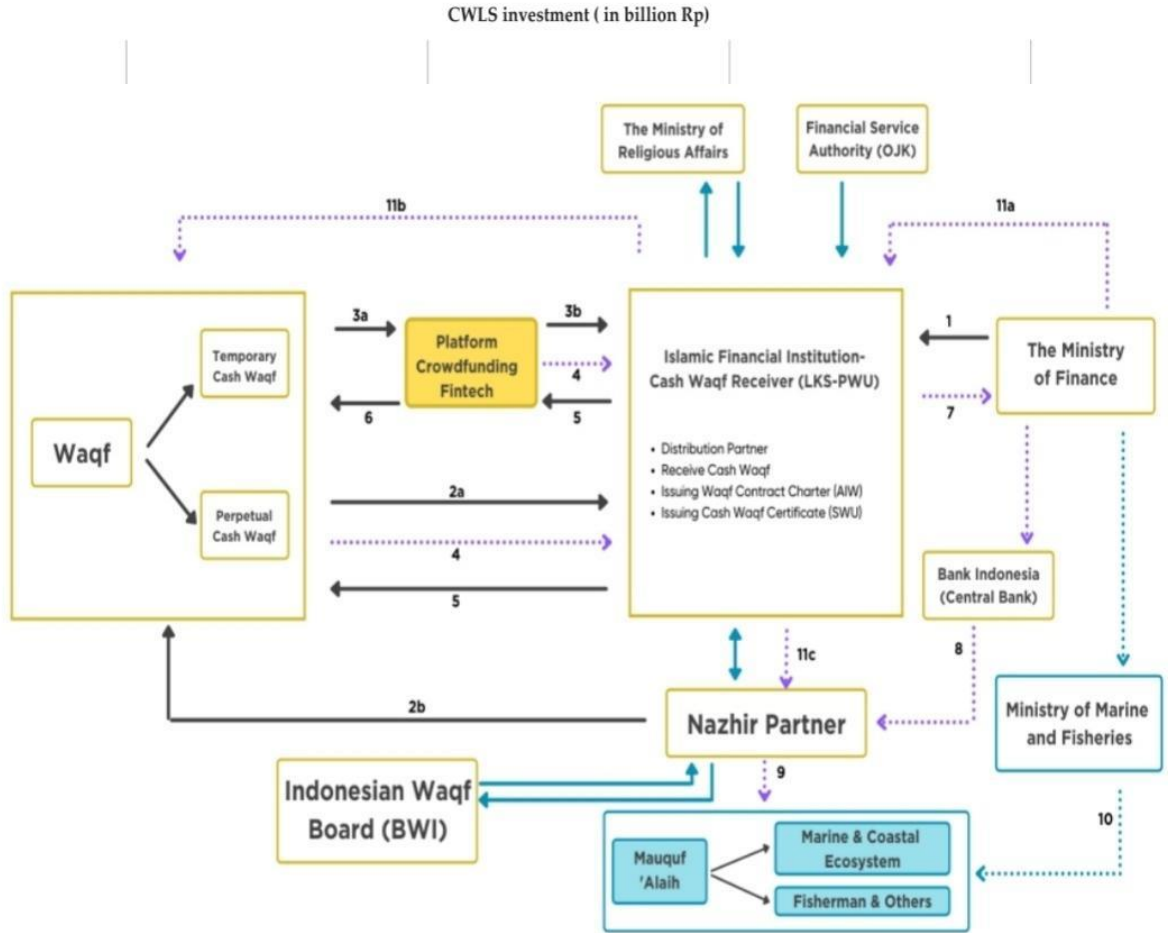 CWLS investment ( in billion Rp)
The Ministry of
Religious Affairs
Financial Service
Authority (OJK)
11b
11a
3a
3b
1
Platform
Crowdfunding
Fintech
4
6
5
7
Temporary
Cash Waqf
Waqf
Perpetual
Cash Waqf
Islamic Financial Institution-
Cash Waqf Receiver (LKS-PWU)
• Distribution Partner
• Receive Cash Waqf
• Issuing Waqf Contract Charter (AIW)
• Issuing Cash Waqf Certificate (SWU)
The Ministry
of Finance
2a
4
5
Bank Indonesia
(Central Bank)
8
11c
2b
Nazhir Partner
Ministry of Marine
and Fisheries
9
Indonesian Waqf
Board (BWI)
10
Mauquf
'Alaih
Marine & Coastal
Ecosystem
Fisherman & Others